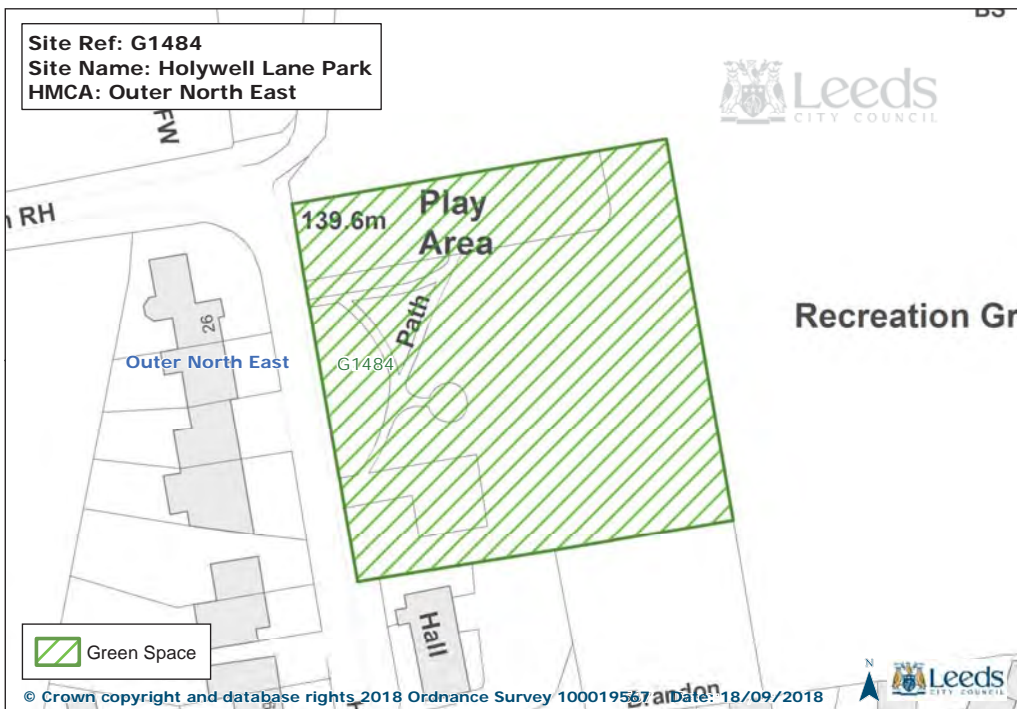 Site Ref: G1484
Site Name: Holywell Lane Park
HMCA: Outer North East
BS
Leeds
CITY COUNCIL
FW
RH
139.6m
Play
Area
Path
Recreation Gr
26
Outer North East
G1484
Hall
Green Space
© Crown copyright and database rights 2018 Ordnance Survey 100019567 Date: 18/09/2018
Brandon
N
Leeds
CITY COUNCIL